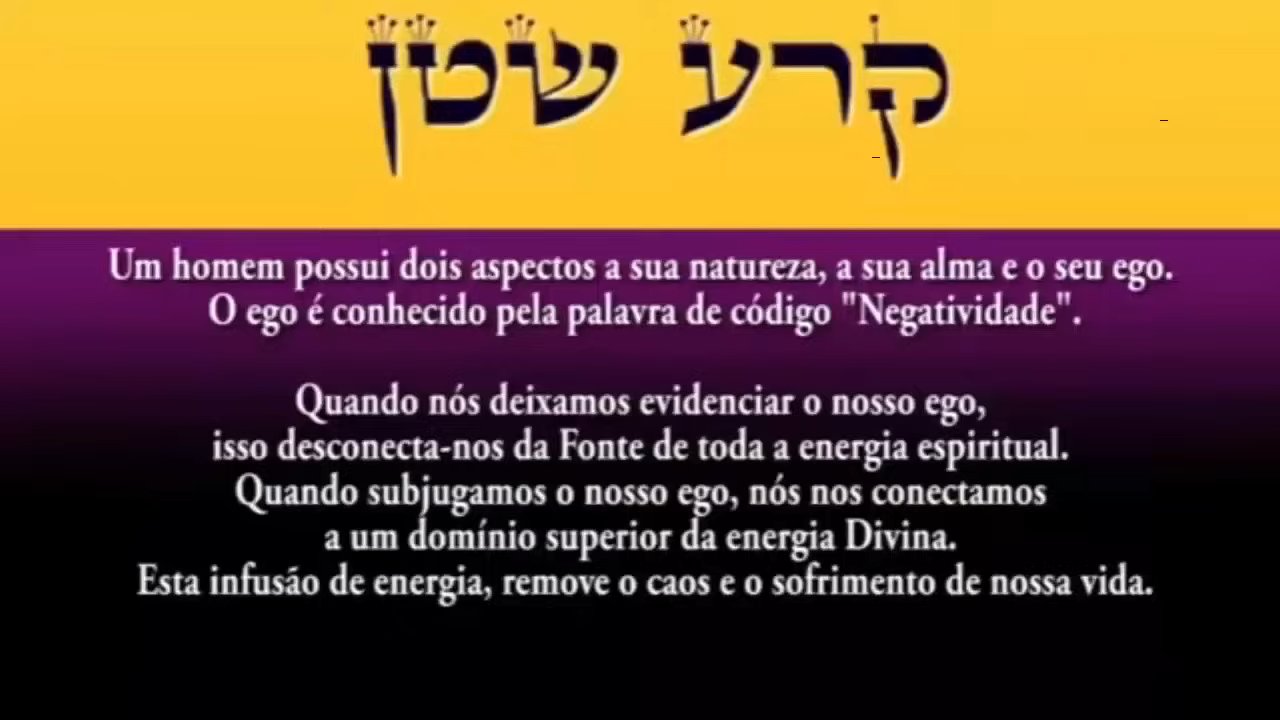 קרע שטן
Um homem possui dois aspectos a sua natureza, a sua alma e o seu ego.
O ego é conhecido pela palavra de código "Negatividade".
Quando nós deixamos evidenciar o nosso ego,
isso desconecta-nos da Fonte de toda a energia espiritual.
Quando subjugamos o nosso ego, nós nos conectamos
a um domínio superior da energia Divina.
Esta infusão de energia, remove o caos e o sofrimento de nossa vida.